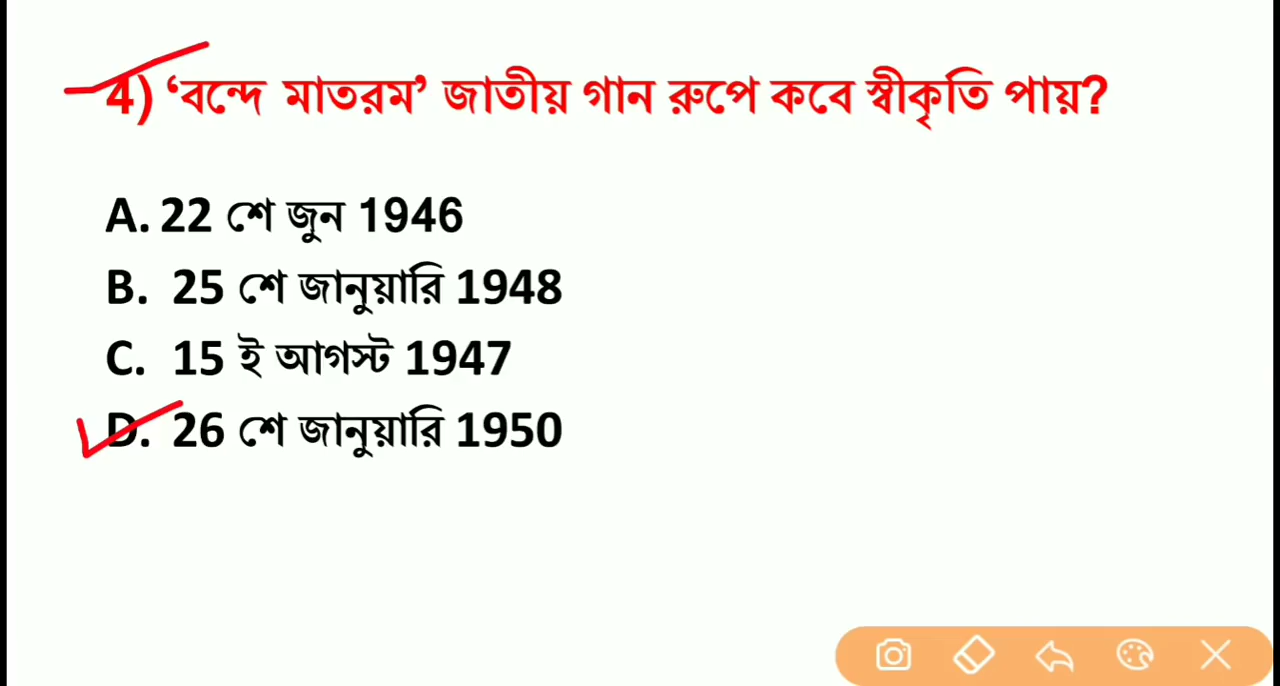 4) ‘বন্দে মাতরম’ জাতীয় গান রুপে কবে স্বীকৃতি পায়?
A. 22 শে জুন 1946
B. 25 শে জানুয়ারি 1948
C. 15 ই আগস্ট 1947
D. 26 শে জানুয়ারি 1950